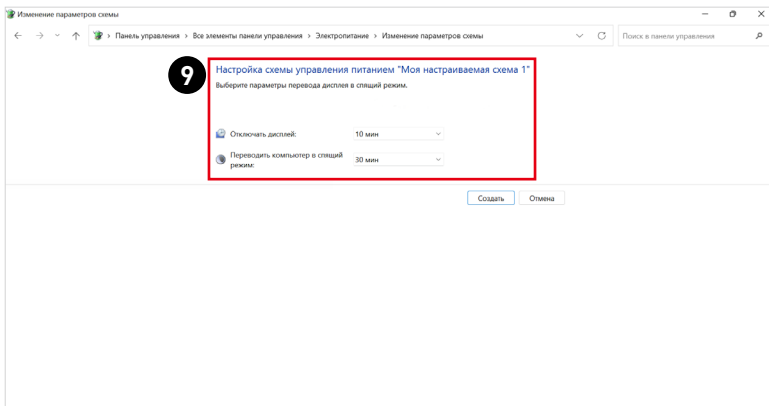 Изменение параметров схемы
Панель управления > Все элементы панели управления > Электропитание > Изменение параметров схемы
Поиск в панели управления
9
Настройка схемы управления питанием "Моя настраиваемая схема 1"
Выберите параметры перевода дисплея в спящий режим.
Отключать дисплей: 10 мин
Переводить компьютер в спящий
режим: 30 мин
Создать Отмена